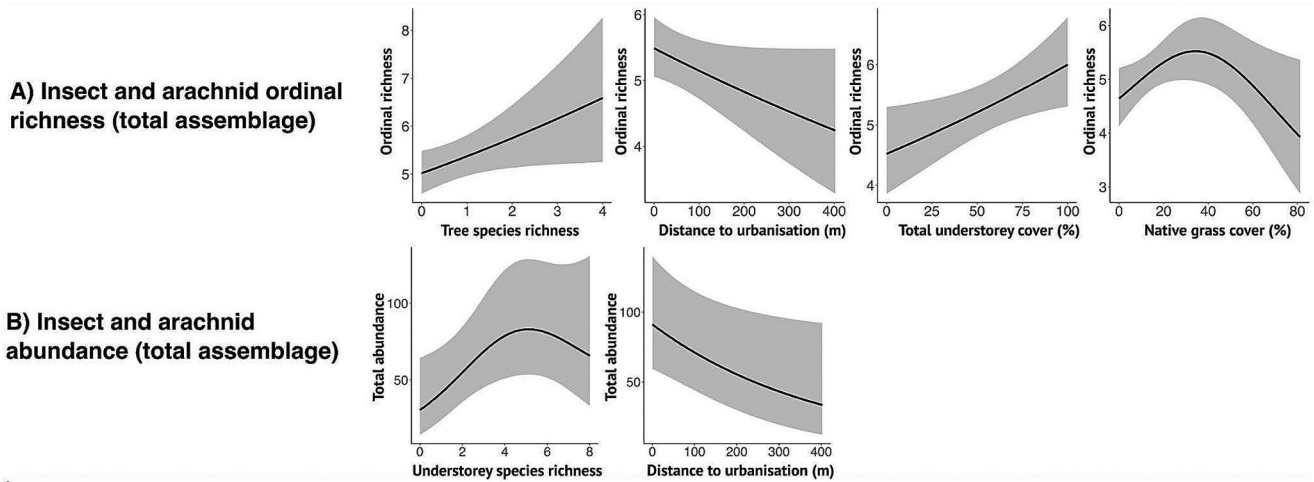 A) Insect and arachnid ordinal
richness (total assemblage)
Ordinal richness
8
7
6
5
0 1 2 3 4
Tree species richness
Ordinal richness
6
5
4
0 100 200 300 400
Distance to urbanisation (m)
Ordinal richness
6
5
4
0 25 50 75 100
Total understorey cover (%)
Ordinal richness
6
5
4
3
0 20 40 60 80
Native grass cover (%)
B) Insect and arachnid
abundance (total assemblage)
Total abundance
100
50
0 2 4 6 8
Understorey species richness
Total abundance
100
50
0 100 200 300 400
Distance to urbanisation (m)